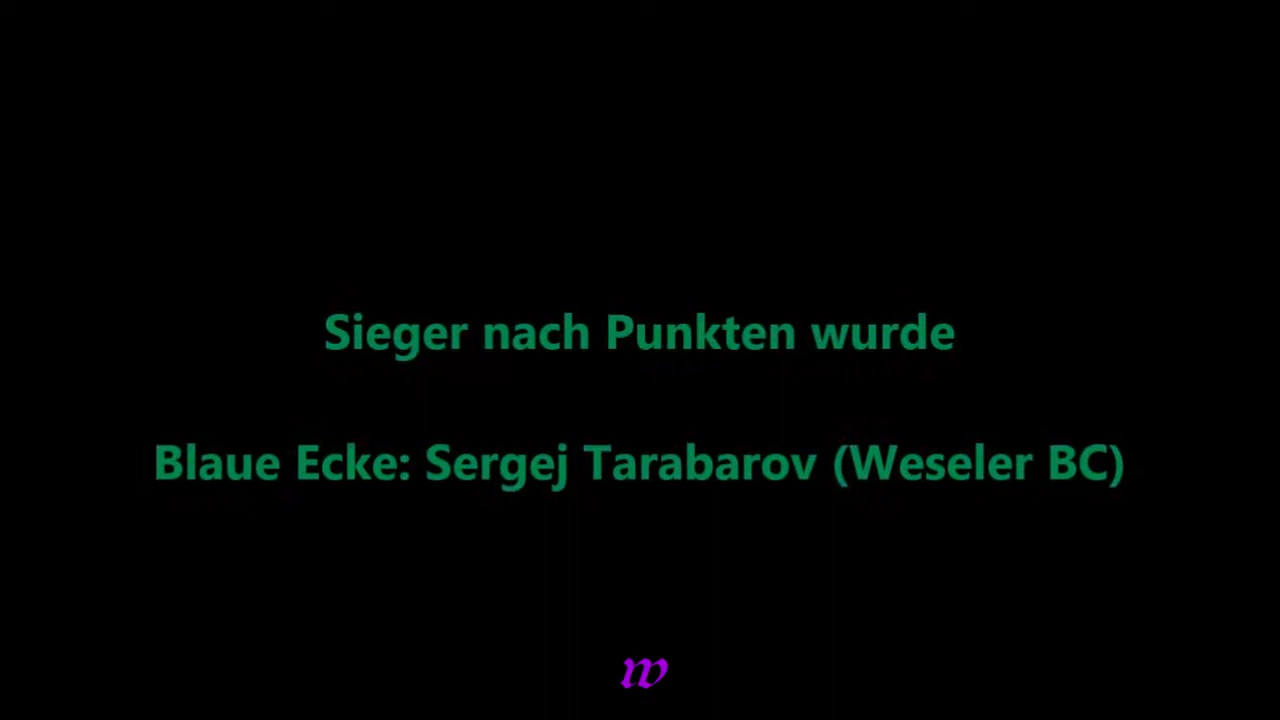 Sieger nach Punkten wurde
Blaue Ecke: Sergej Tarabarov (Weseler BC)
w